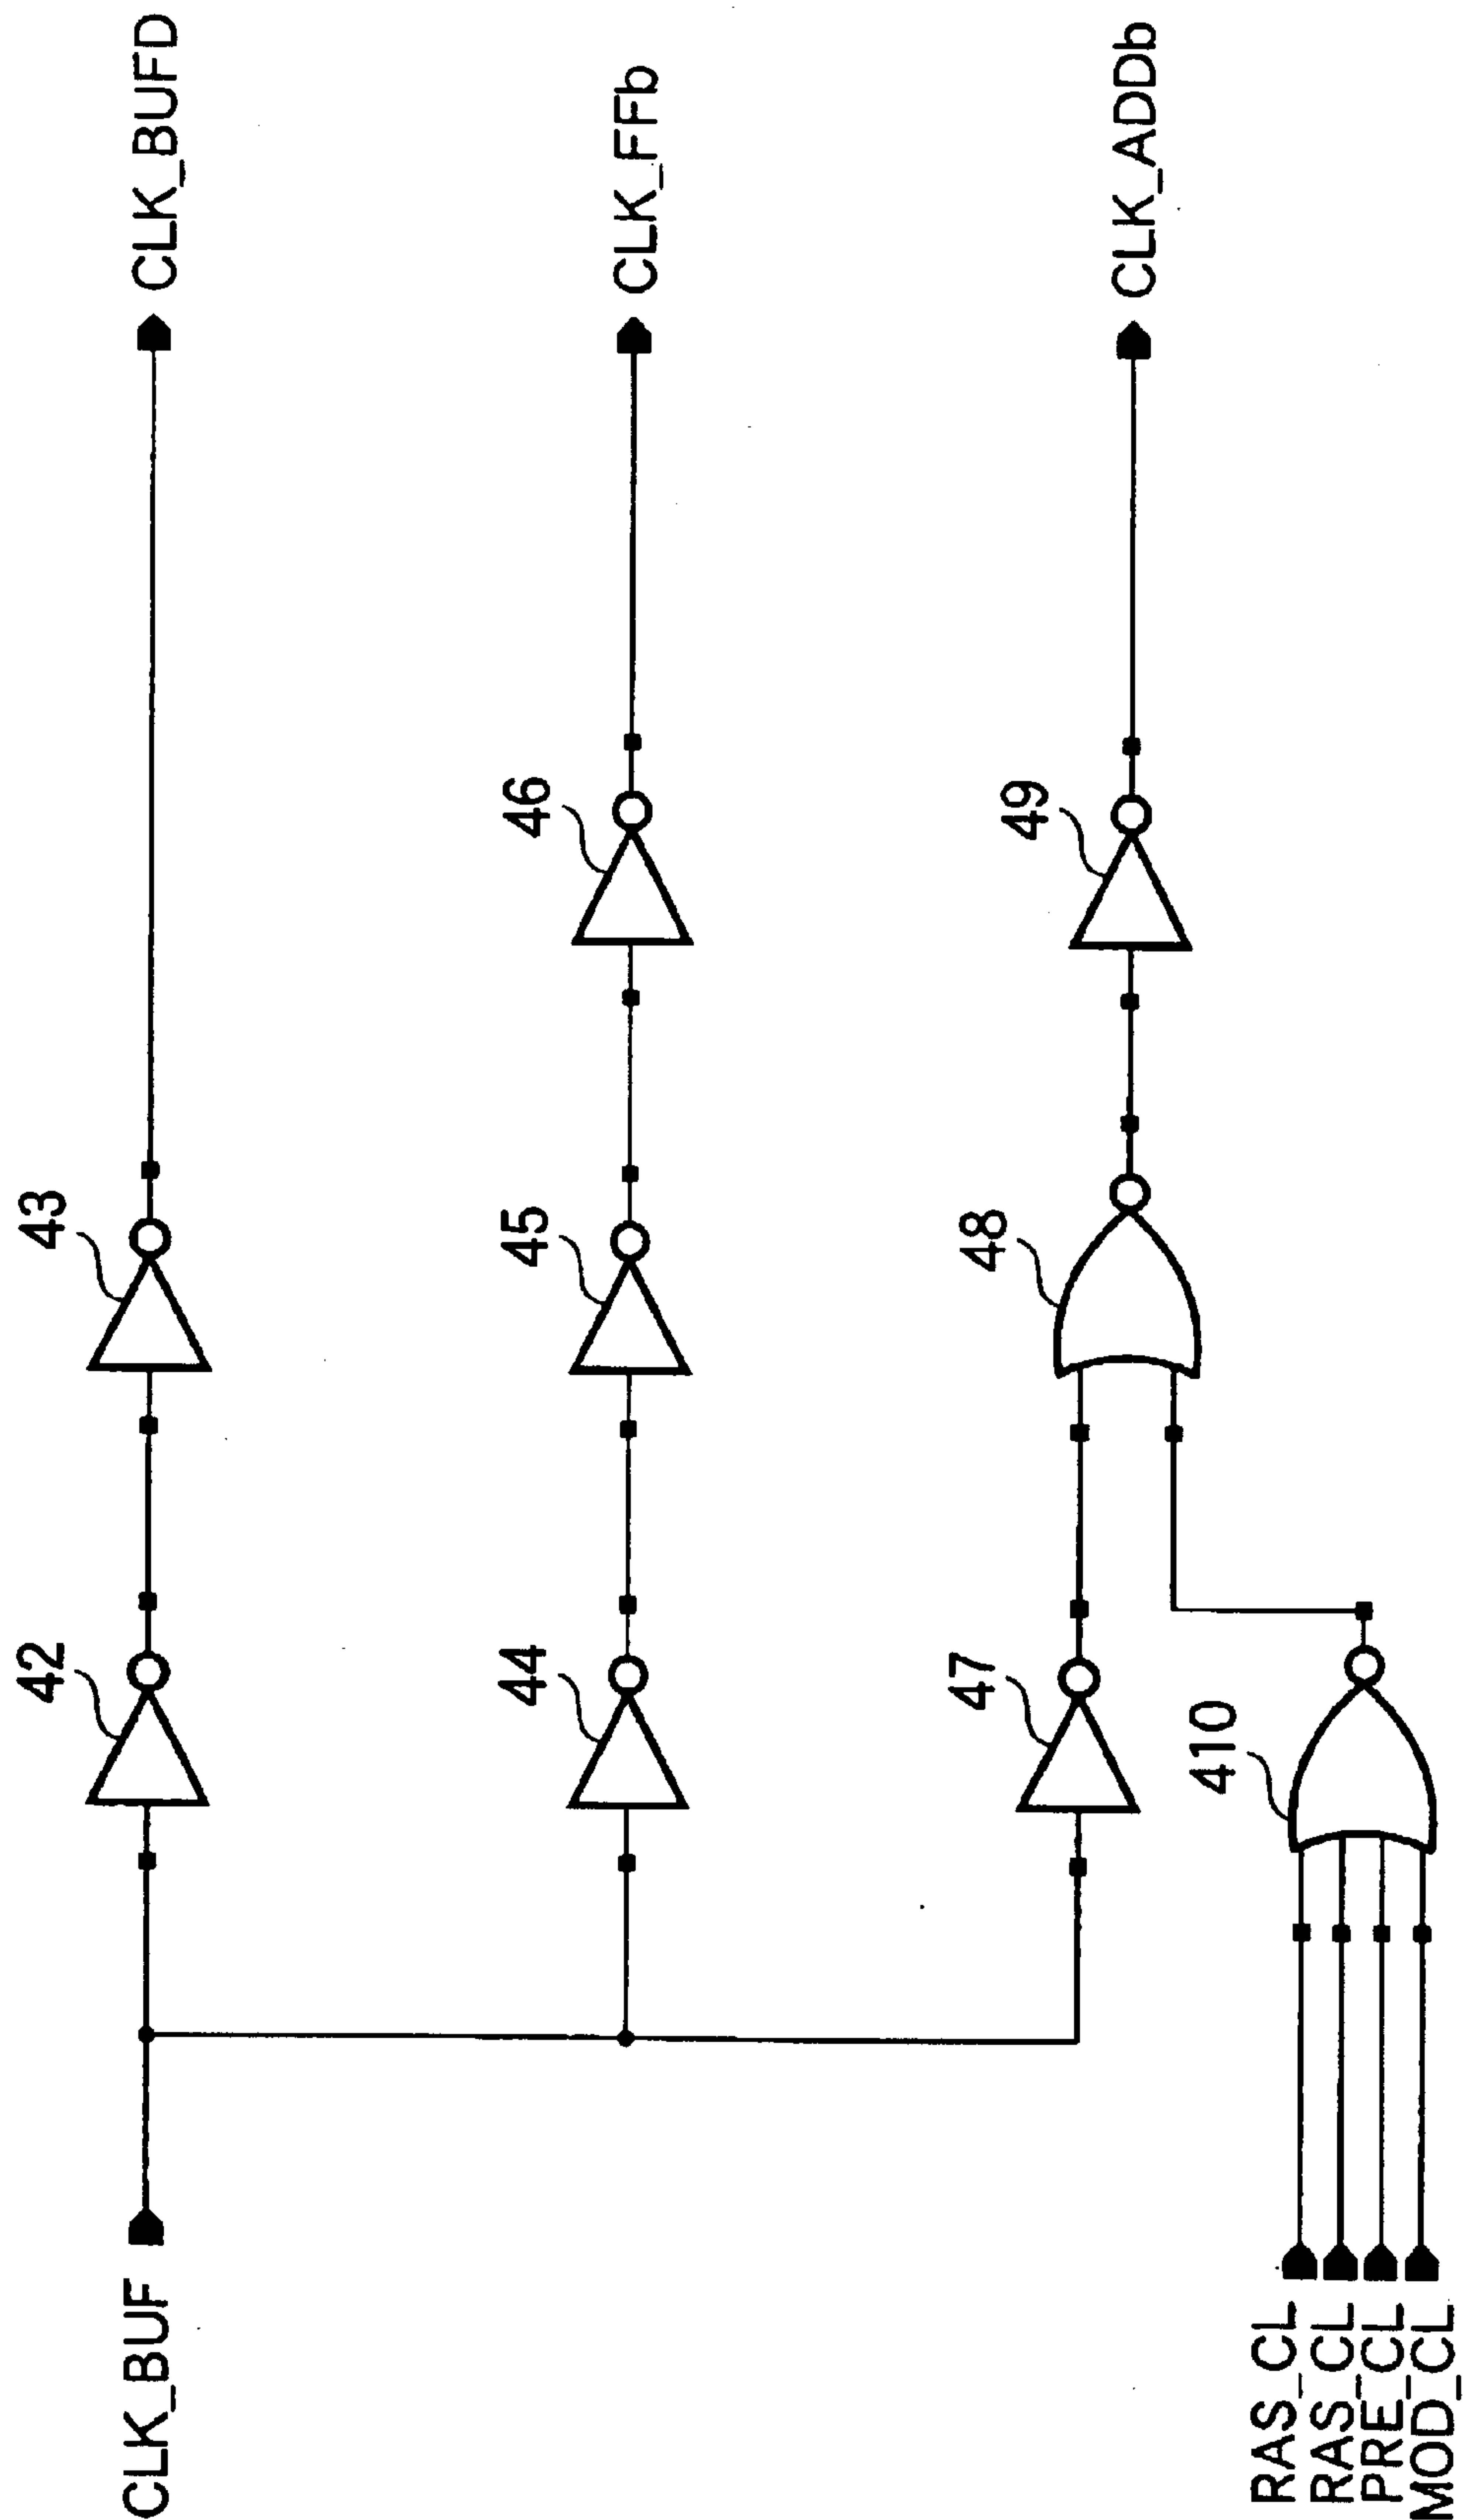 CLK_BUF
42
43
CLK_BUFD
44
45
46
CLK_FFb
47
48
49
CLK_ADDb
410
RAS_CL
RAS_CL
PRE_CL
MOD_CL